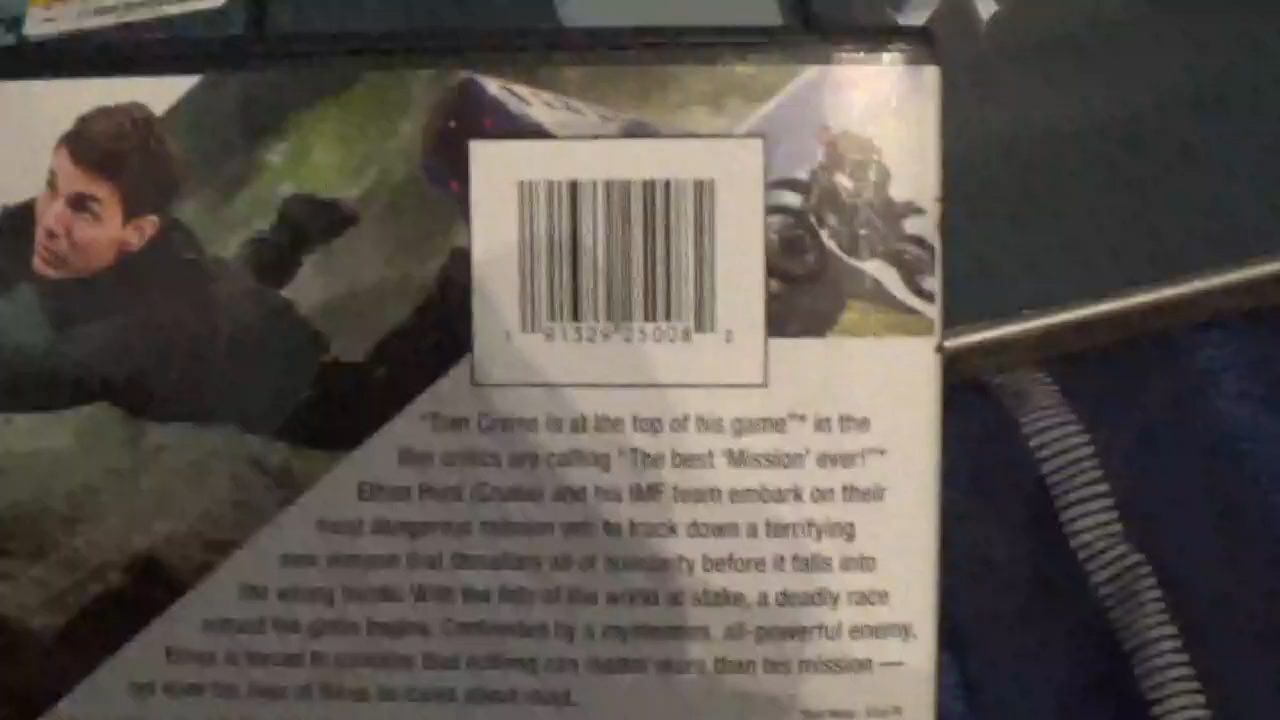 1 91329 25008 2
"Tom Cruise is at the top of his game"* in the
film critics are calling "The best 'Mission' ever!"*
Ethan Hunt (Cruise) and his IMF team embark on their
most dangerous mission yet: to track down a terrifying
new weapon that threatens all of humanity before it falls into
the wrong hands. With the fate of the world at stake, a deadly race
around the globe begins. Confronted by a mysterious, all-powerful enemy,
Ethan is forced to consider that nothing can matter more than his mission —
not even the lives of those he cares about most.